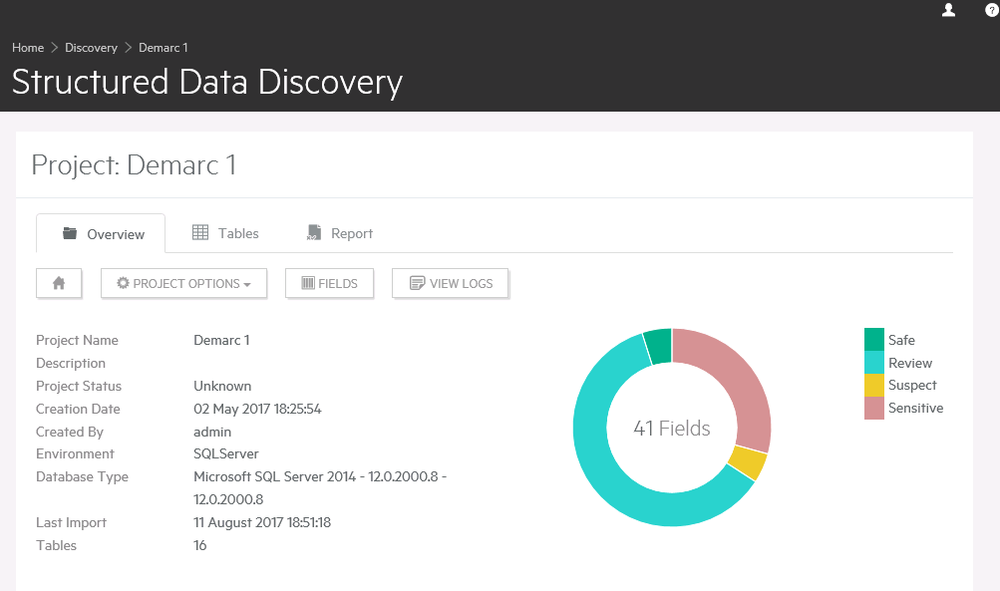 Home > Discovery > Demarc 1
Structured Data Discovery
Project: Demarc 1
Overview Tables Report
PROJECT OPTIONS FIELDS VIEW LOGS
Project Name Demarc 1
Description
Project Status Unknown
Creation Date 02 May 2017 18:25:54
Created By admin
Environment SQLServer
Database Type Microsoft SQL Server 2014 - 12.0.2000.8 -
12.0.2000.8
Last Import 11 August 2017 18:51:18
Tables 16
41 Fields
Safe
Review
Suspect
Sensitive